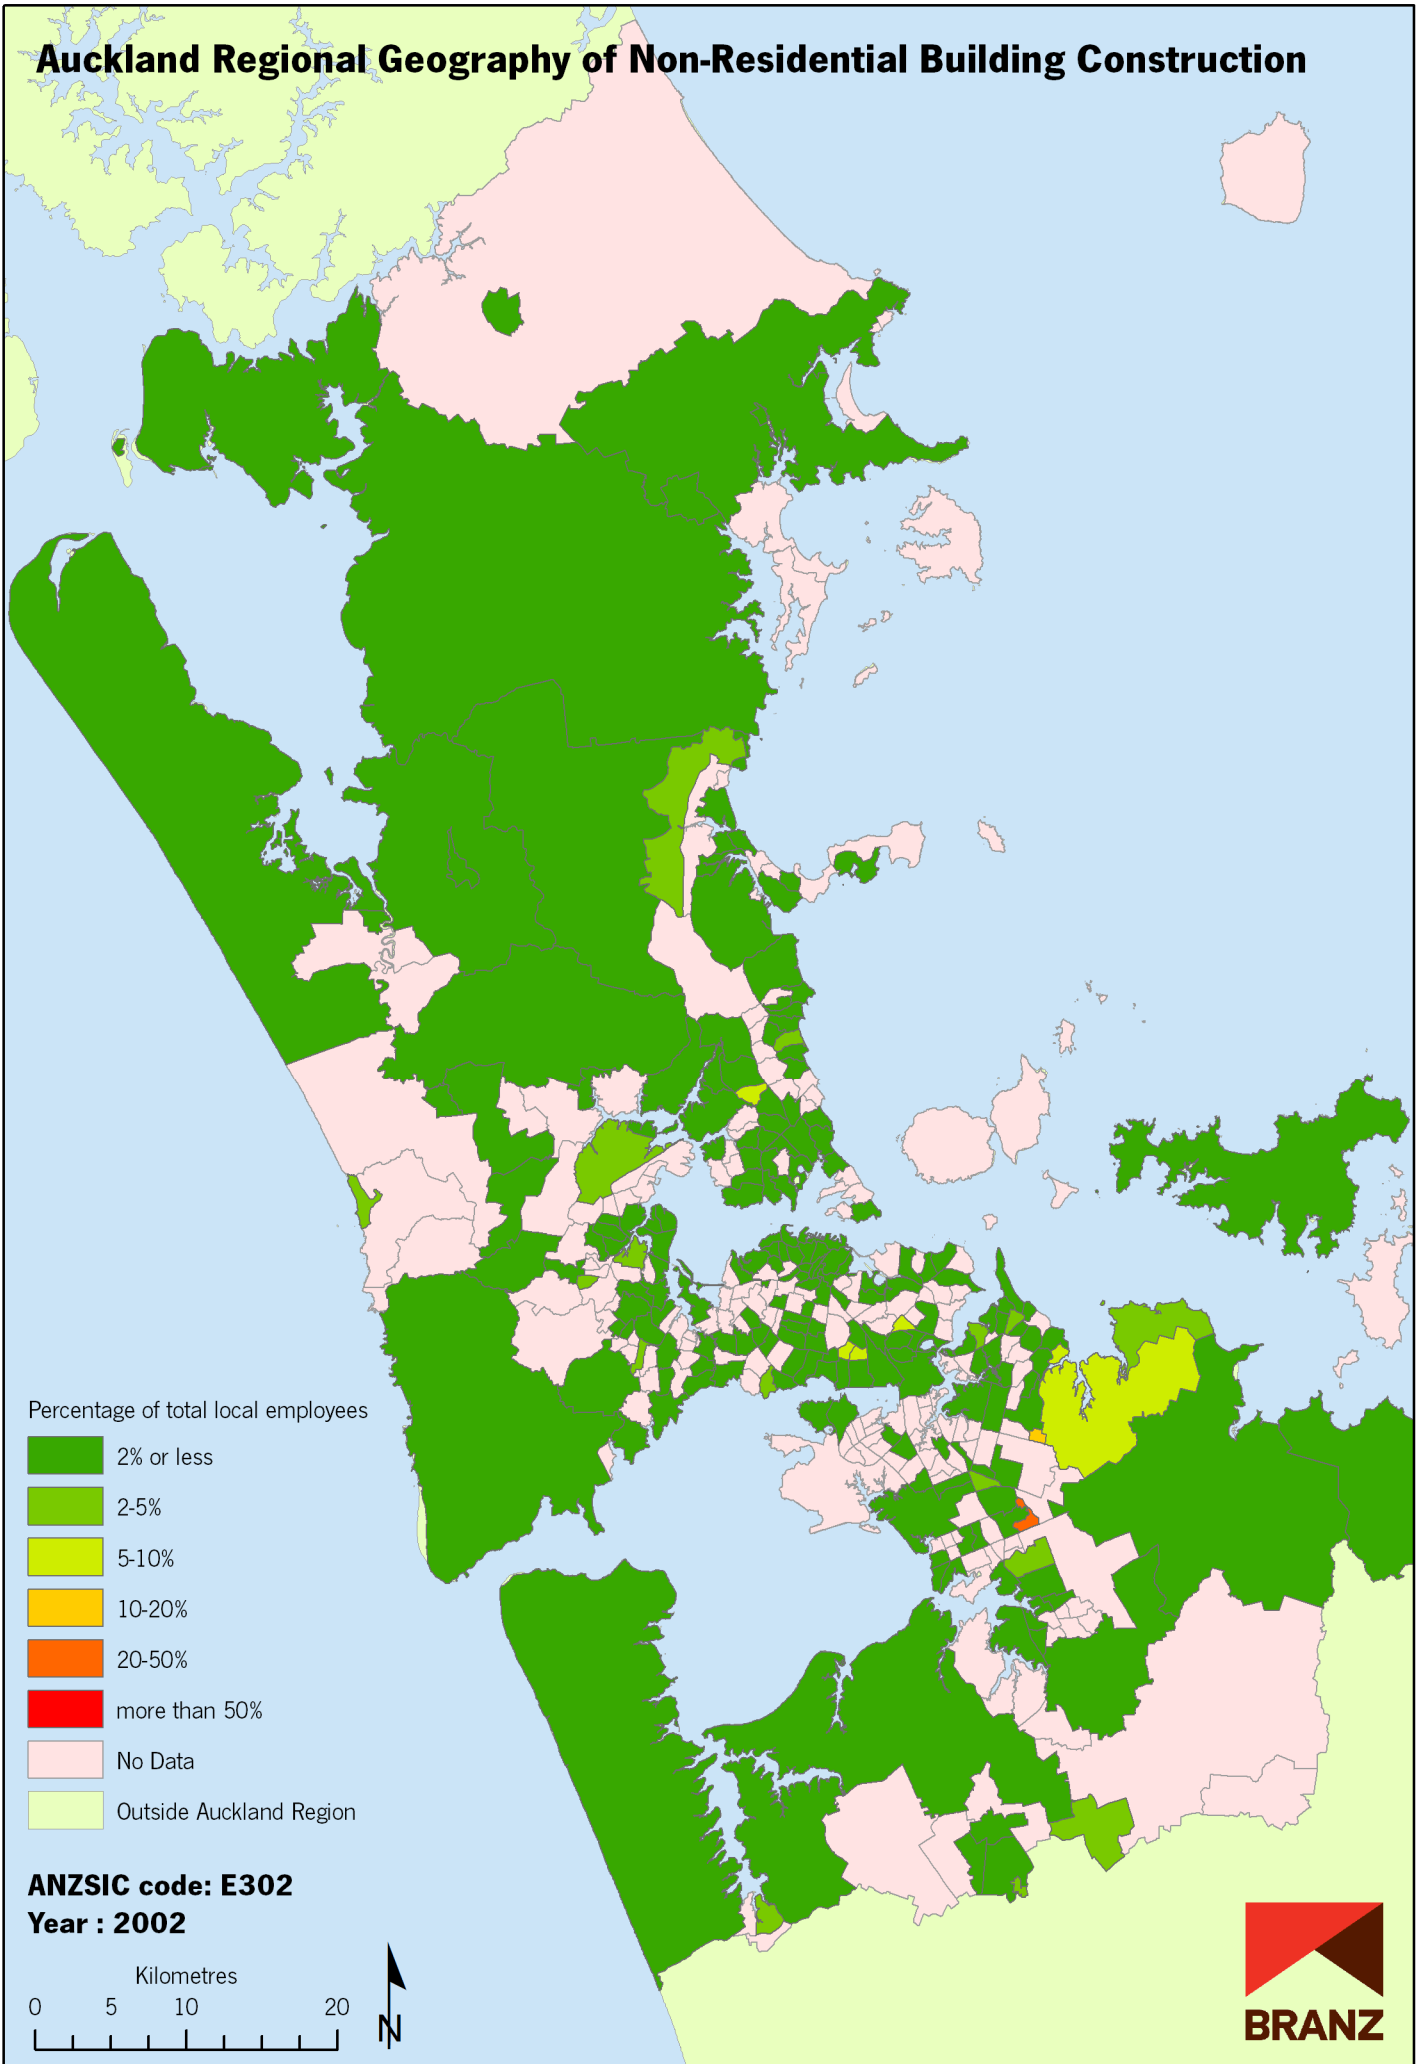 Auckland Regional Geography of Non-Residential Building Construction
Percentage of total local employees
2% or less
2-5%
5-10%
10-20%
20-50%
more than 50%
No Data
Outside Auckland Region
ANZSIC code: E302
Year : 2002
Kilometres
0 5 10 20
N
BRANZ